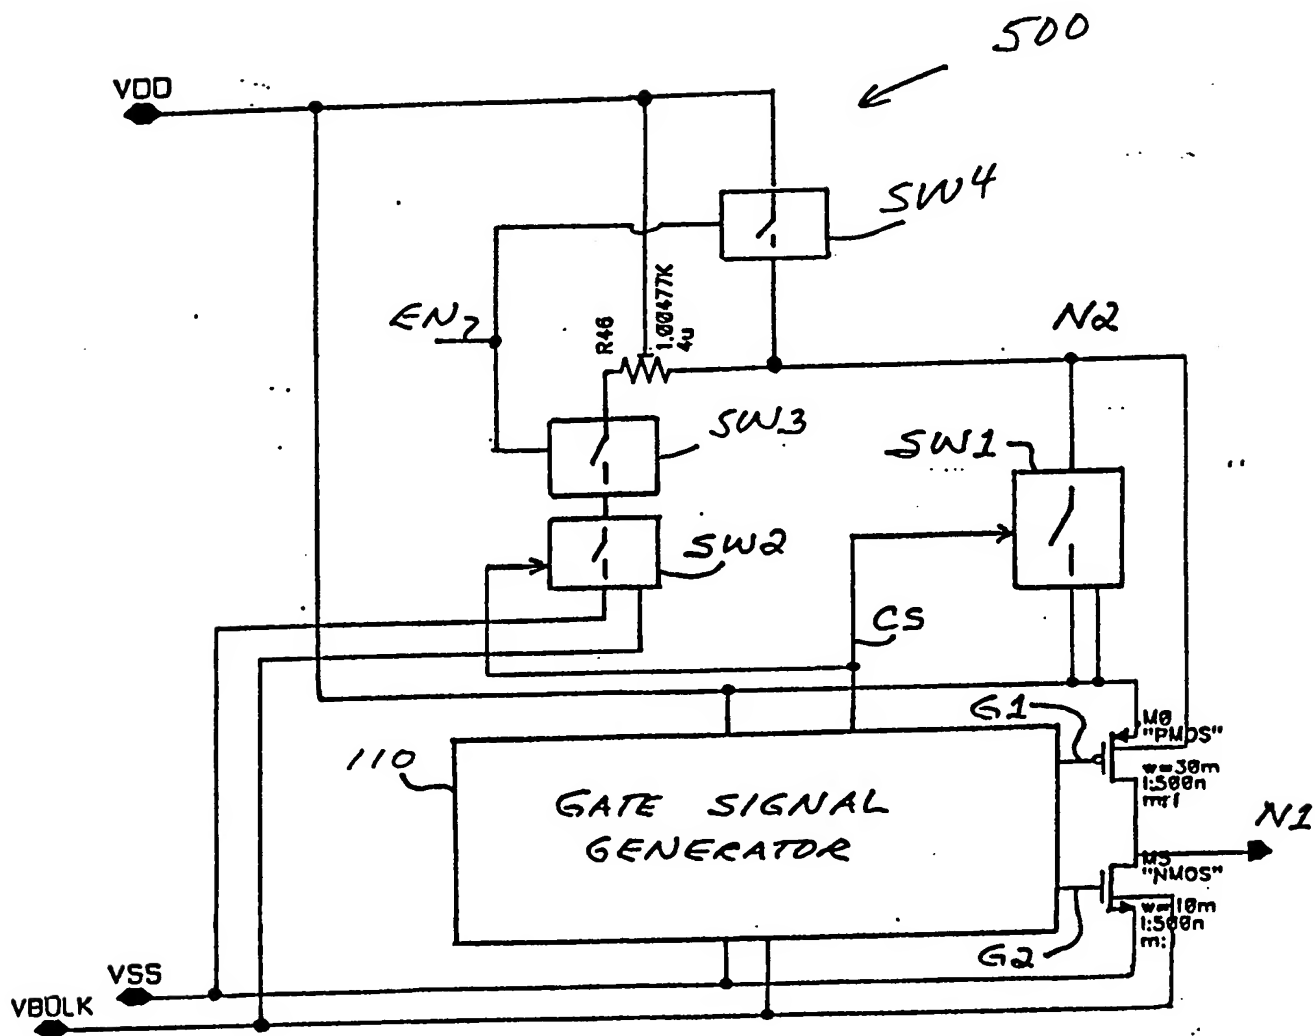 500
VDD
SW4
R46
1.00477K
4u
EN
N2
SW3
SW1
SW2
CS
G1
M0
"PMOS"
w=30m
l:500n
110
GATE SIGNAL
GENERATOR
N1
"NMOS"
w=10m
l:500n
m:
G2
VSS
VBULK